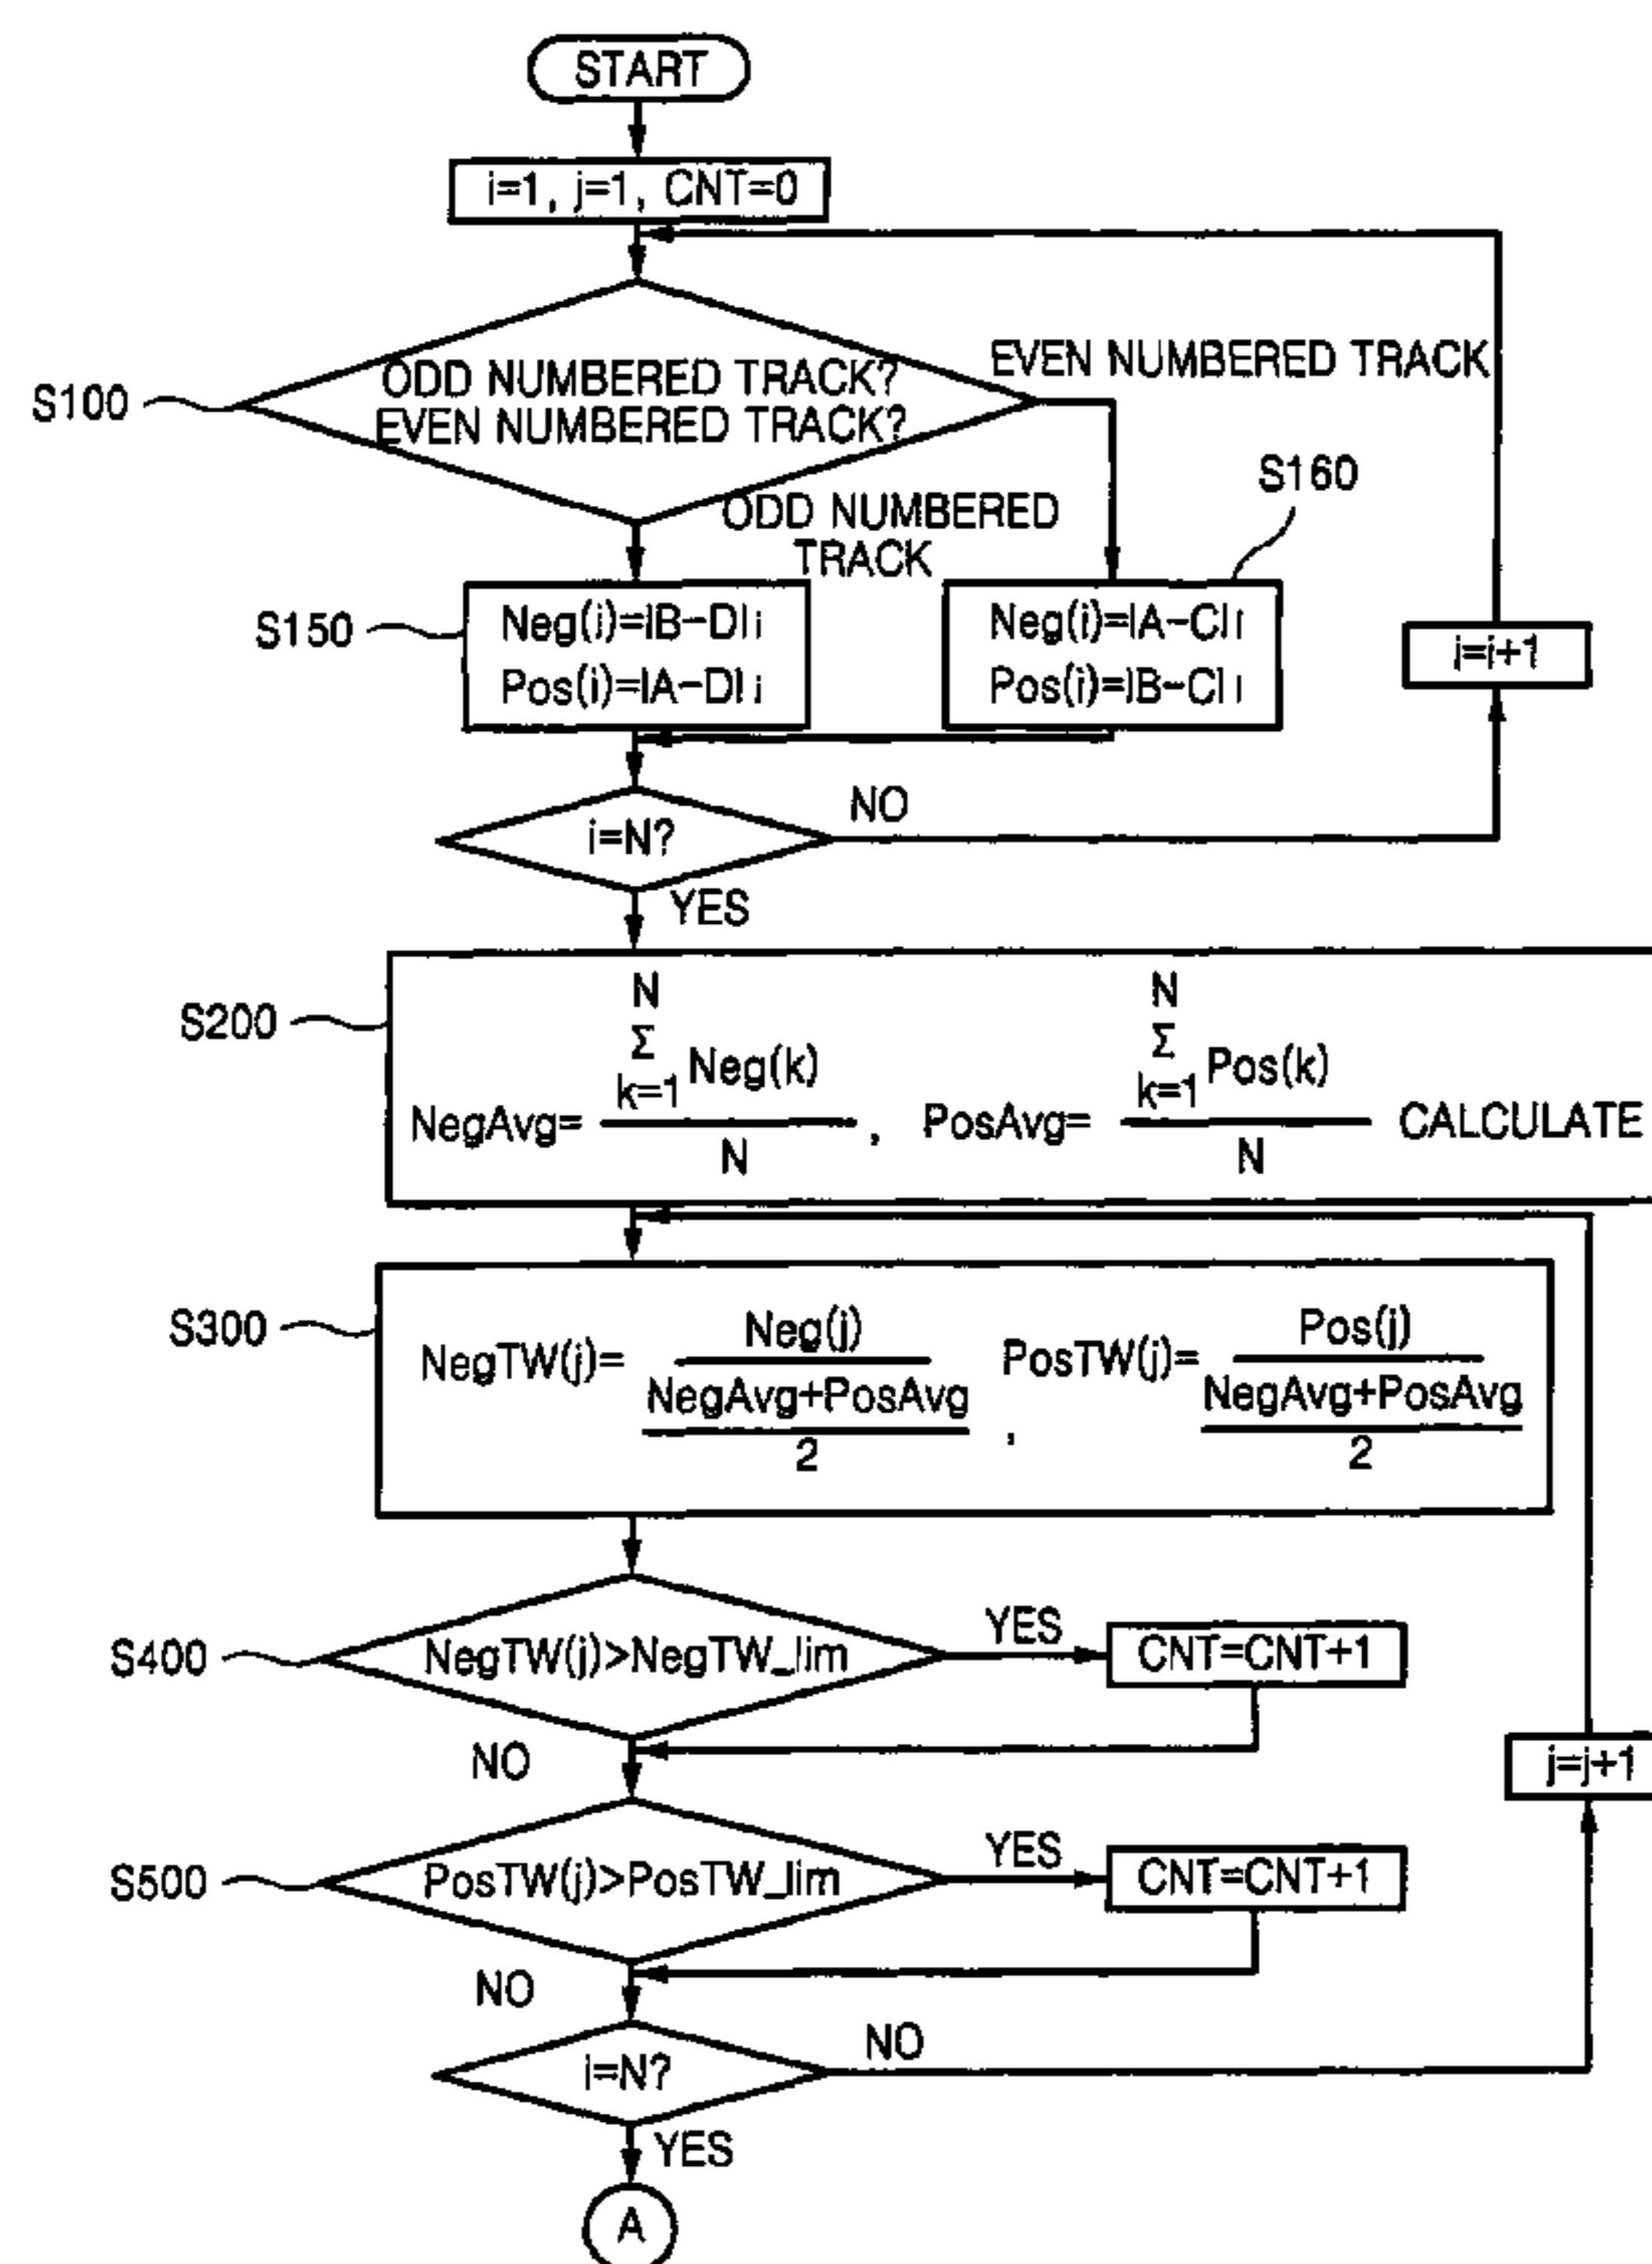 START
i=1, j=1, CNT=0
EVEN NUMBERED TRACK
ODD NUMBERED TRACK?
S100
EVEN NUMBERED TRACK?
S160
ODD NUMBERED
TRACK
S150
Neg(i)=|B-D|i
Pos(i)=|A-D|i
Neg(i)=|A-C|i
Pos(i)=|B-C|i
i=i+1
NO
i=N?
YES
S200
N
Σ
k=1
Neg(k)
NegAvg=
N
,
N
Σ
k=1
Pos(k)
PosAvg=
N
CALCULATE
S300
NegTW(j)=
Neg(j)
NegAvg+PosAvg
2
,
PosTW(j)=
Pos(j)
NegAvg+PosAvg
2
S400
NegTW(j)>NegTW_lim
YES
CNT=CNT+1
NO
j=j+1
S500
PosTW(j)>PosTW_lim
YES
CNT=CNT+1
NO
NO
i=N?
YES
A